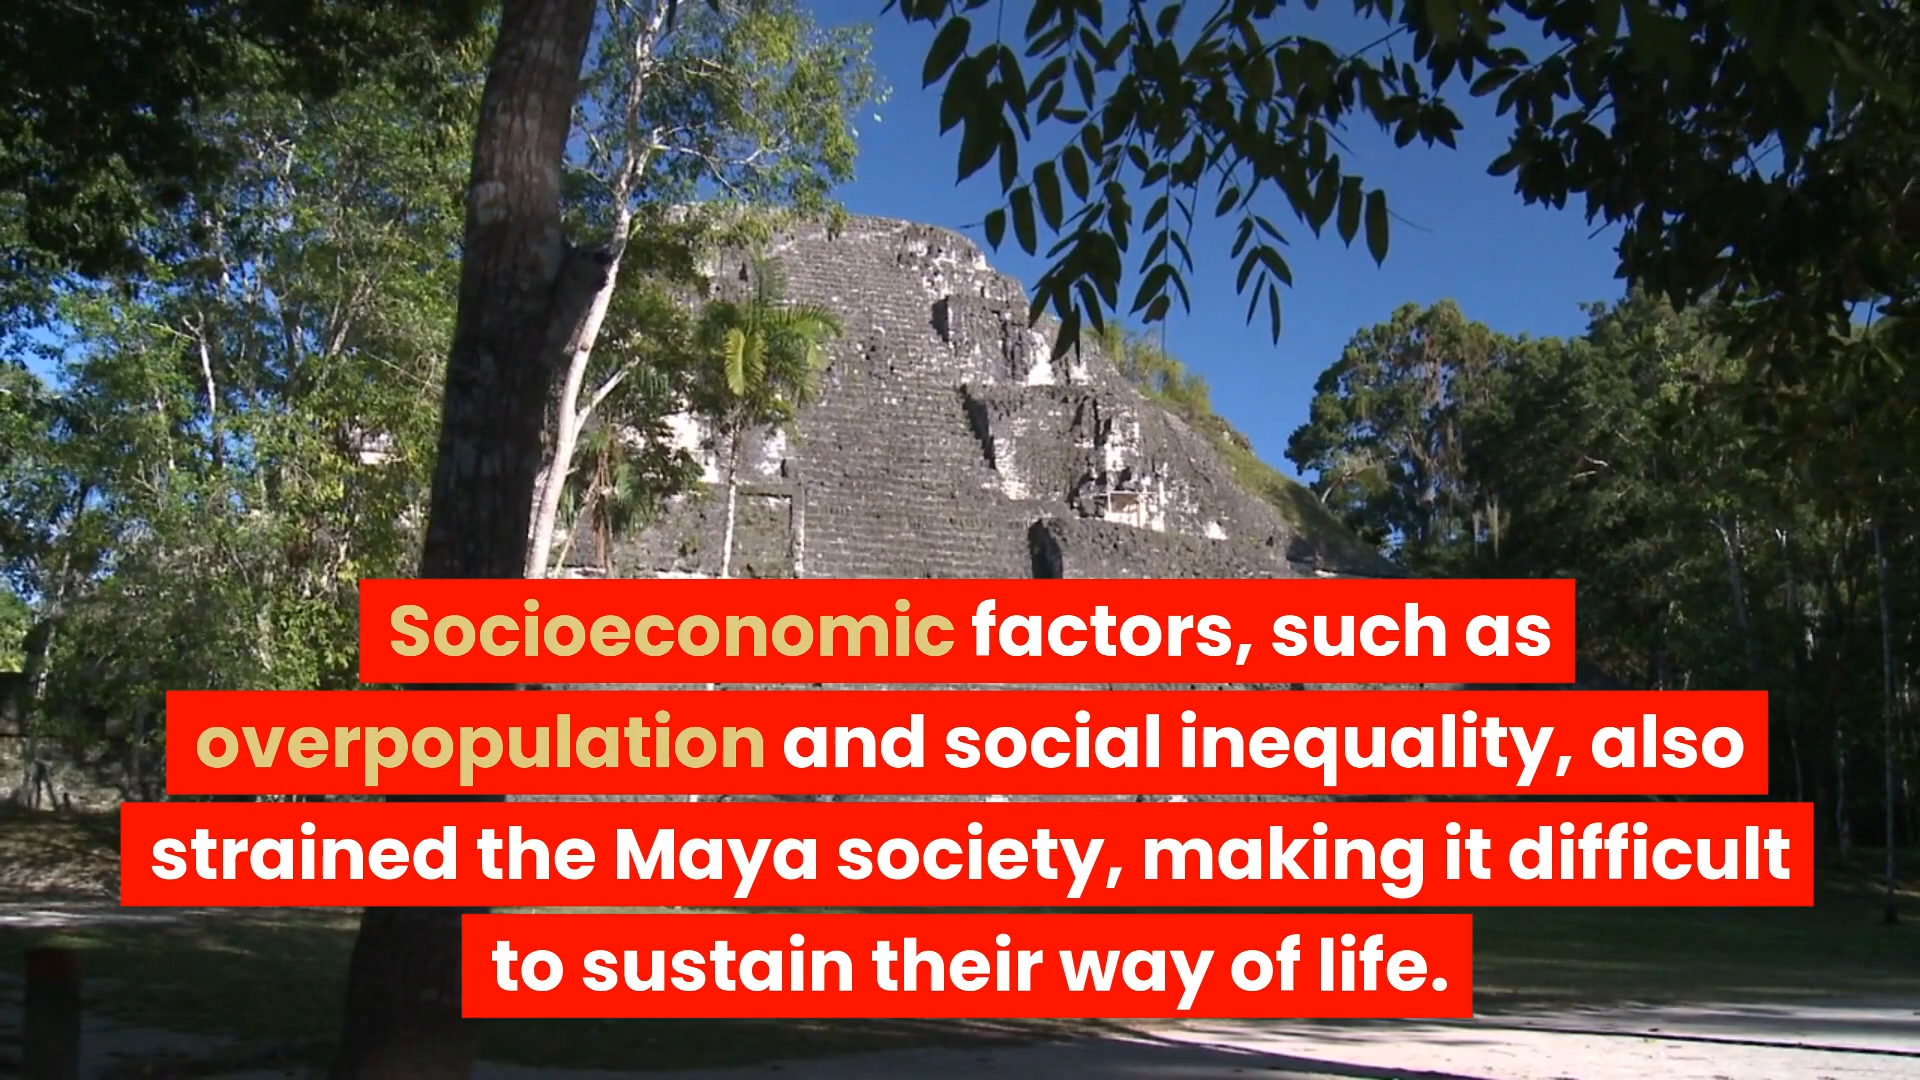 Socioeconomic factors, such as
overpopulation and social inequality, also
strained the Maya society, making it difficult
to sustain their way of life.